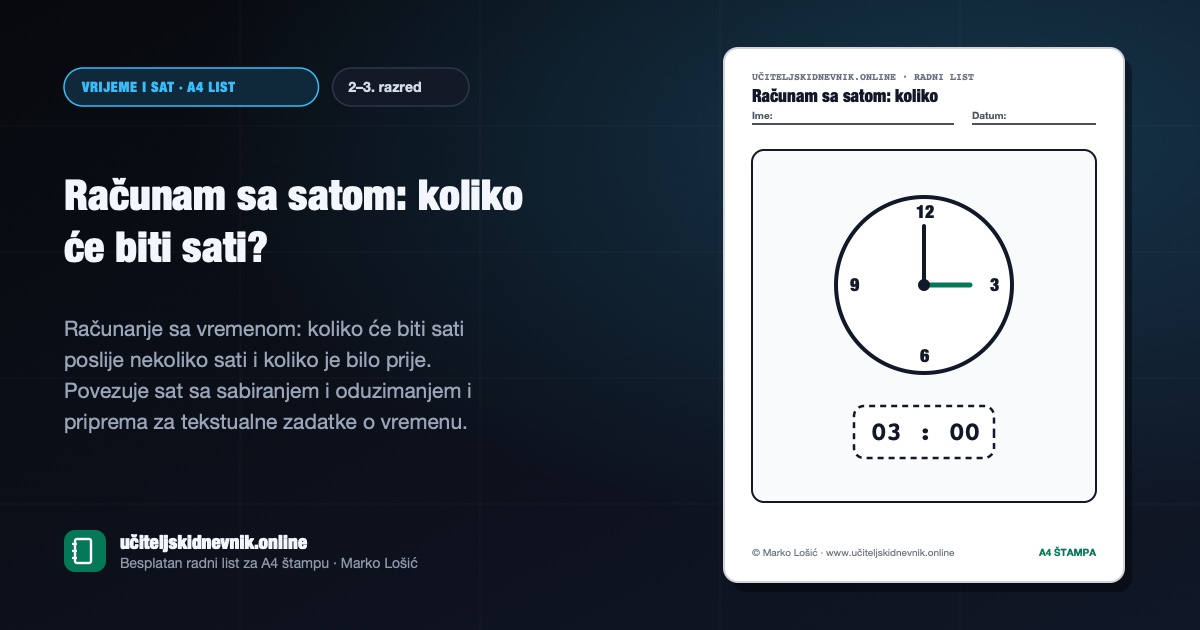 VRIJEME I SAT · A4 LIST
2–3. razred
Računam sa satom: koliko
će biti sati?
Računanje sa vremenom: koliko će biti sati
poslije nekoliko sati i koliko je bilo prije.
Povezuje sat sa sabiranjem i oduzimanjem i
priprema za tekstualne zadatke o vremenu.
učiteljskidnevnik.online
Besplatan radni list za A4 štampu · Marko Lošić
UČITELJSKIDNEVNIK.ONLINE · RADNI LIST
Računam sa satom: koliko
Ime:
Datum:
12
9
3
6
03 : 00
© Marko Lošić · www.uciteljskidnevnik.online
A4 ŠTAMPA